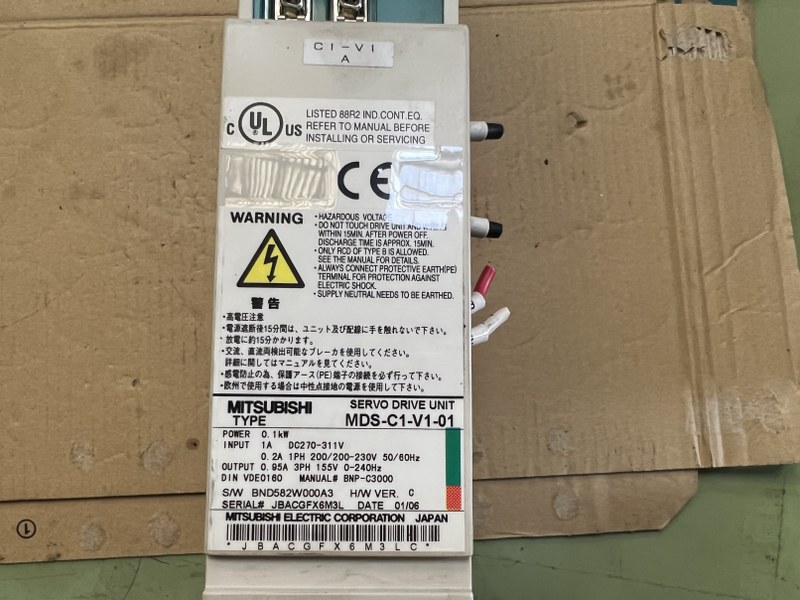 C1-V1
A
C UL US
LISTED 88R2 IND.CONT.EQ.
REFER TO MANUAL BEFORE
INSTALLING OR SERVICING
CE
WARNING
・HAZARDOUS VOLTAGE
・DO NOT TOUCH DRIVE UNIT AND
WITHIN 15MIN. AFTER POWER OFF.
DISCHARGE TIME IS APPROX. 15MIN.
・ONLY RCD OF TYPE B IS ALLOWED.
SEE THE MANUAL FOR DETAILS.
・ALWAYS CONNECT PROTECTIVE EARTH(PE)
TERMINAL FOR PROTECTION AGAINST
ELECTRIC SHOCK.
・SUPPLY NEUTRAL NEEDS TO BE EARTHED.
警告
・高電圧注意
・電源遮断後15分間は、ユニット及び配線に手を触れないで下さい。
放電に約15分かかります。
・交流、直流両検出可能なブレーカを使用してください。
詳細に関してはマニュアルを見てください。
・感電防止の為、保護アース(PE)端子の接続を必ず行って下さい。
・欧州で使用する場合は中性点接地の電源を使用して下さい。
MITSUBISHI SERVO DRIVE UNIT
TYPE MDS-C1-V1-01
POWER 0.1kW
INPUT 1A DC270-311V
0.2A 1PH 200/200-230V 50/60Hz
OUTPUT 0.95A 3PH 155V 0-240Hz
DIN VDE0160 MANUAL# BNP-C3000
S/W BND582W000A3 H/W VER. C
SERIAL# JBACGFX6M3L DATE 01/06
MITSUBISHI ELECTRIC CORPORATION JAPAN
* J B A C G F X 6 M 3 L C *
1